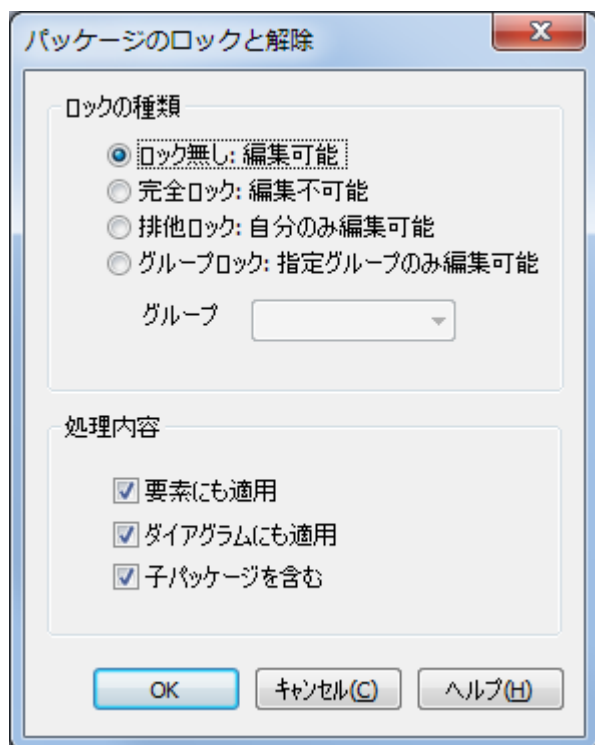 パッケージのロックと解除
ロックの種類
ロック無し: 編集可能
完全ロック: 編集不可能
排他ロック: 自分のみ編集可能
グループロック: 指定グループのみ編集可能
グループ
処理内容
要素にも適用
ダイアグラムにも適用
子パッケージを含む
OK キャンセル(C) ヘルプ(H)